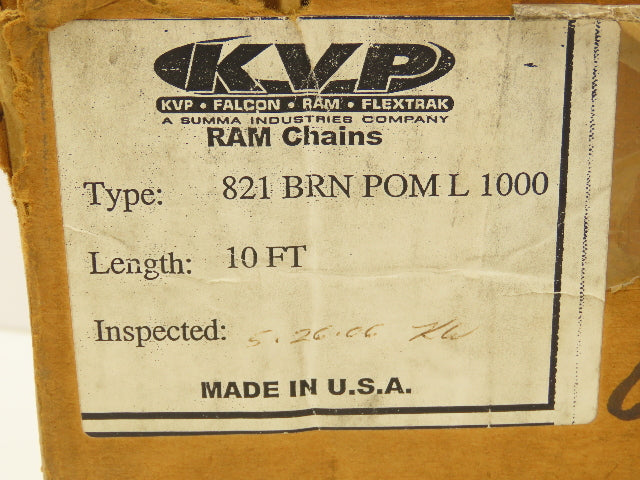 KVP
KVP • FALCON • RAM • FLEXTRAK
A SUMMA INDUSTRIES COMPANY
RAM Chains
Type: 821 BRN POM L 1000
Length: 10 FT
Inspected: 5-26-06 KW
MADE IN U.S.A.